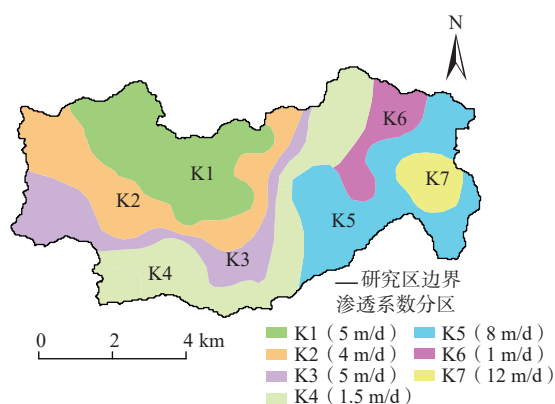 N
K6
K1
K7
K2
K5
K3
K4
研究区边界
渗透系数分区
0 2 4 km
K1 ( 5 m/d ) K5 ( 8 m/d )
K2 ( 4 m/d ) K6 ( 1 m/d )
K3 ( 5 m/d ) K7 ( 12 m/d )
K4 ( 1.5 m/d )